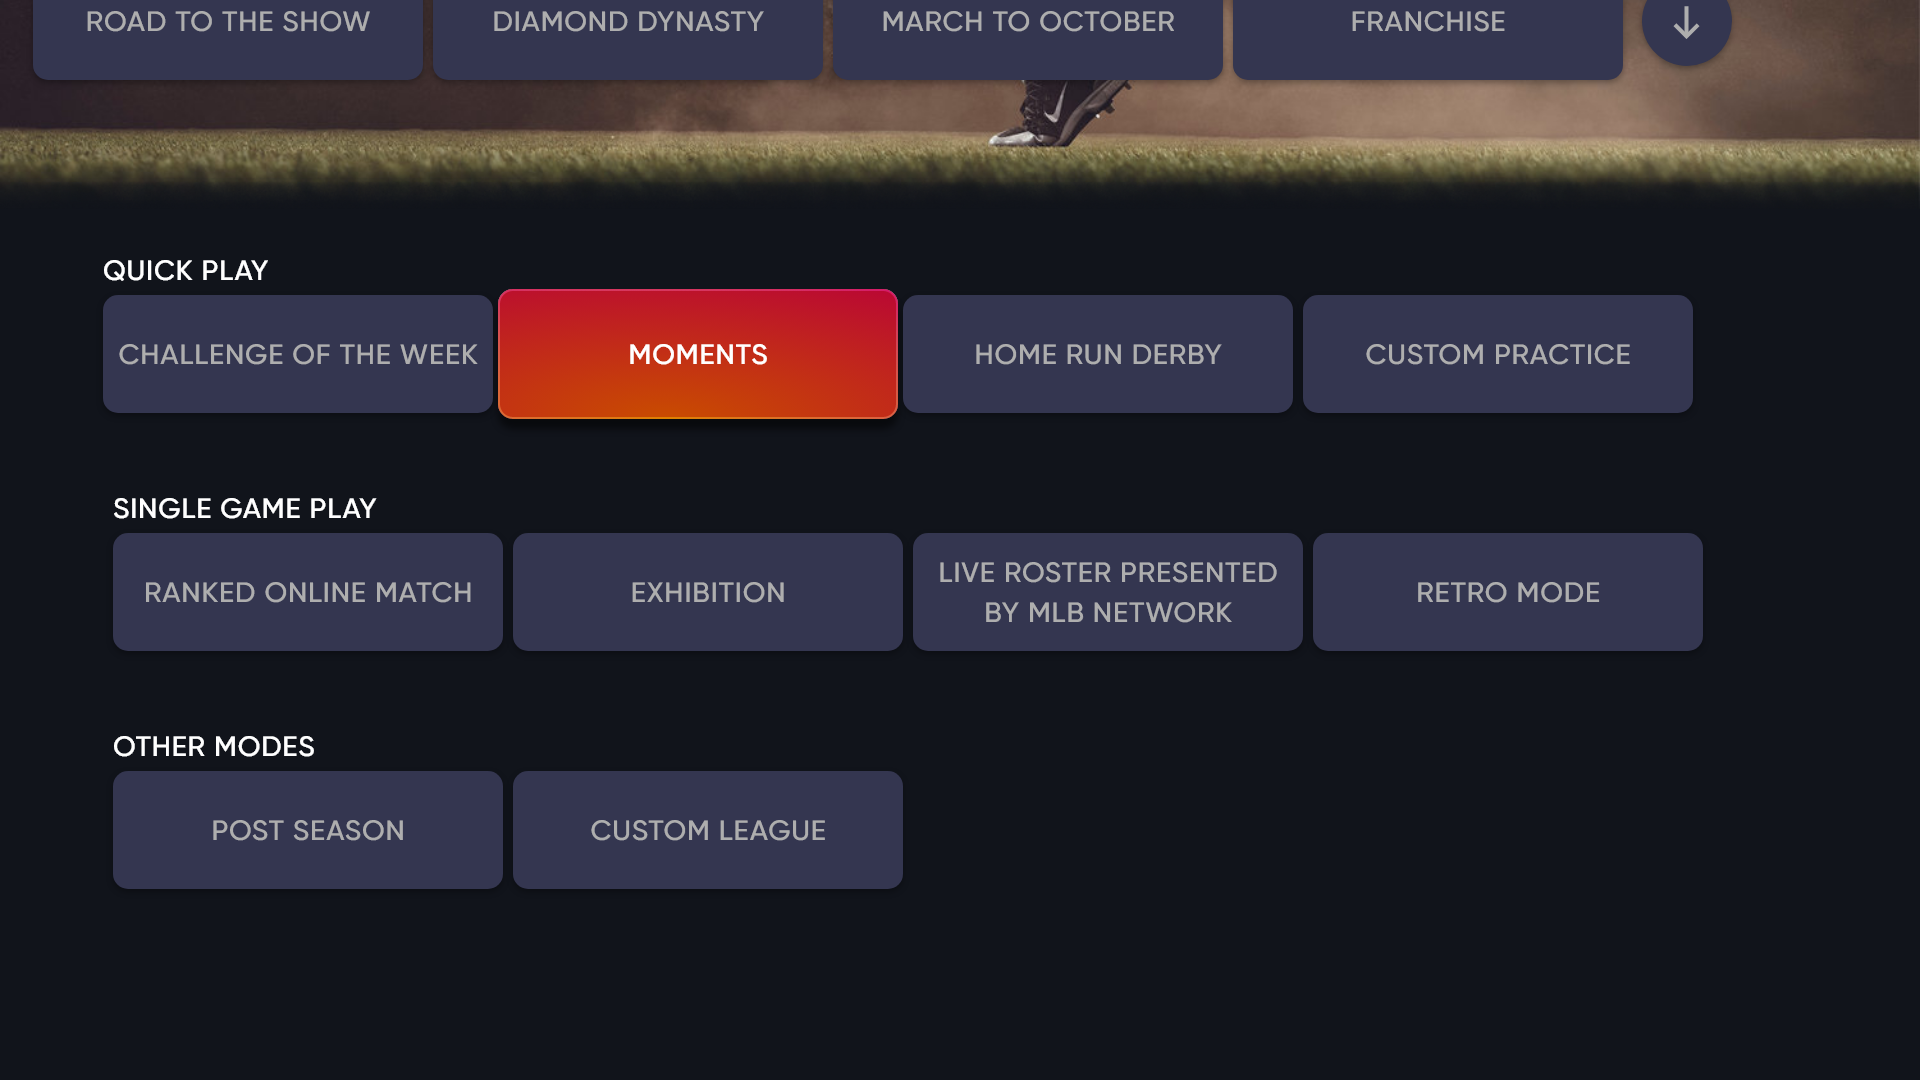 ROAD TO THE SHOW
DIAMOND DYNASTY
MARCH TO OCTOBER
FRANCHISE
QUICK PLAY
CHALLENGE OF THE WEEK
MOMENTS
HOME RUN DERBY
CUSTOM PRACTICE
SINGLE GAME PLAY
RANKED ONLINE MATCH
EXHIBITION
LIVE ROSTER PRESENTED
BY MLB NETWORK
RETRO MODE
OTHER MODES
POST SEASON
CUSTOM LEAGUE